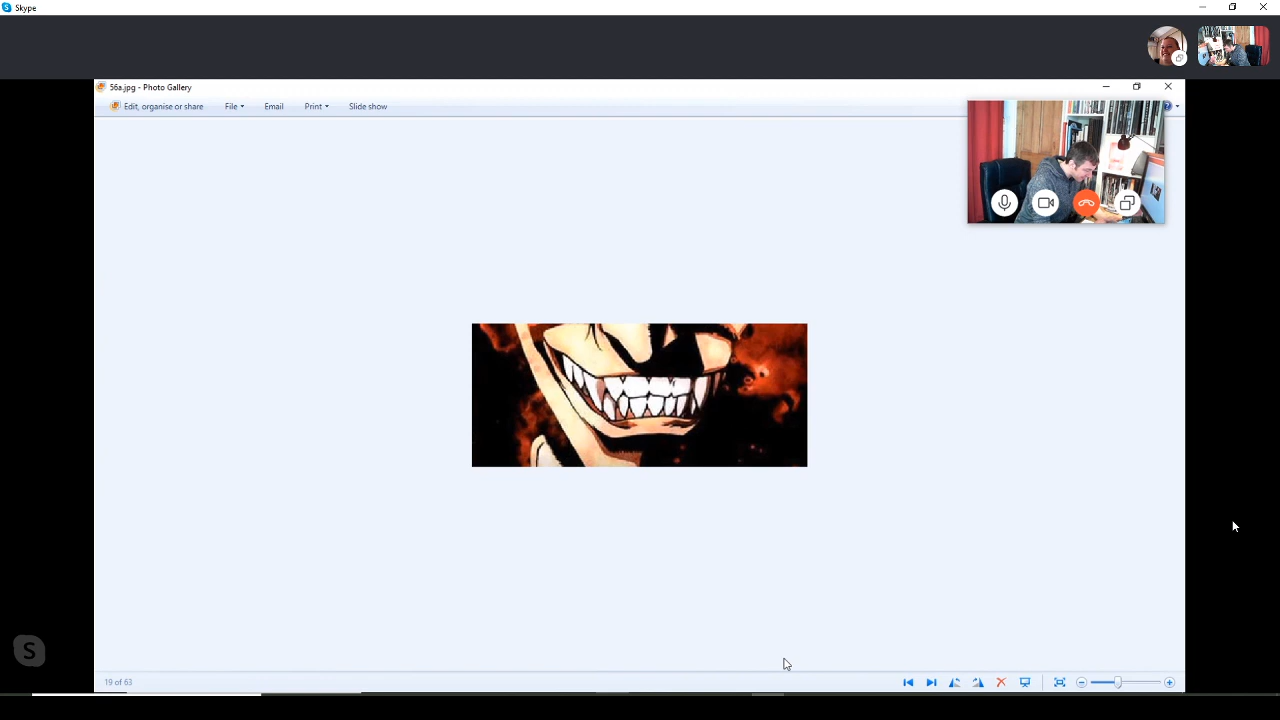 Skype
56a.jpg - Photo Gallery
Edit, organise or share
File
Email
Print
Slide show
?
S
19 of 63